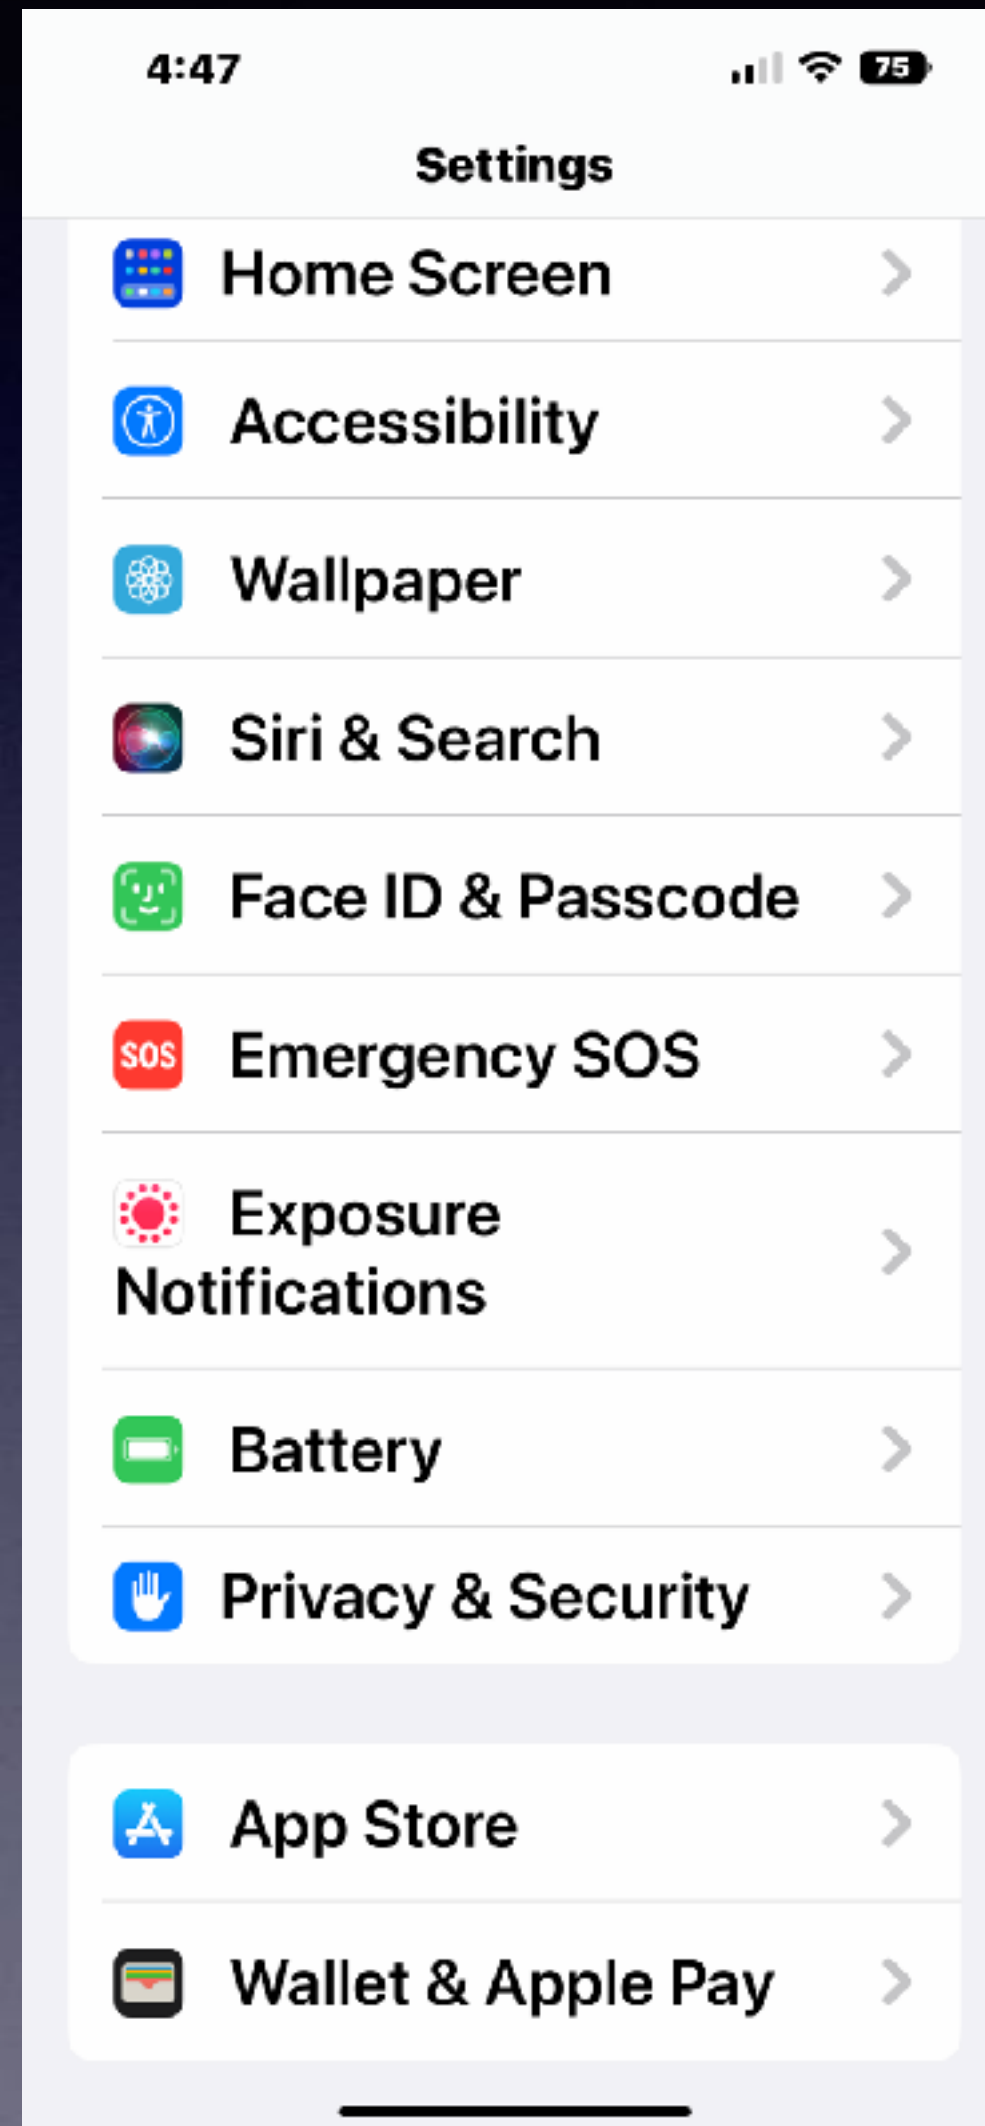 4:47
75
Settings
Home Screen
Accessibility
Wallpaper
Siri & Search
Face ID & Passcode
SOS
Emergency SOS
Exposure
Notifications
Battery
Privacy & Security
App Store
Wallet & Apple Pay